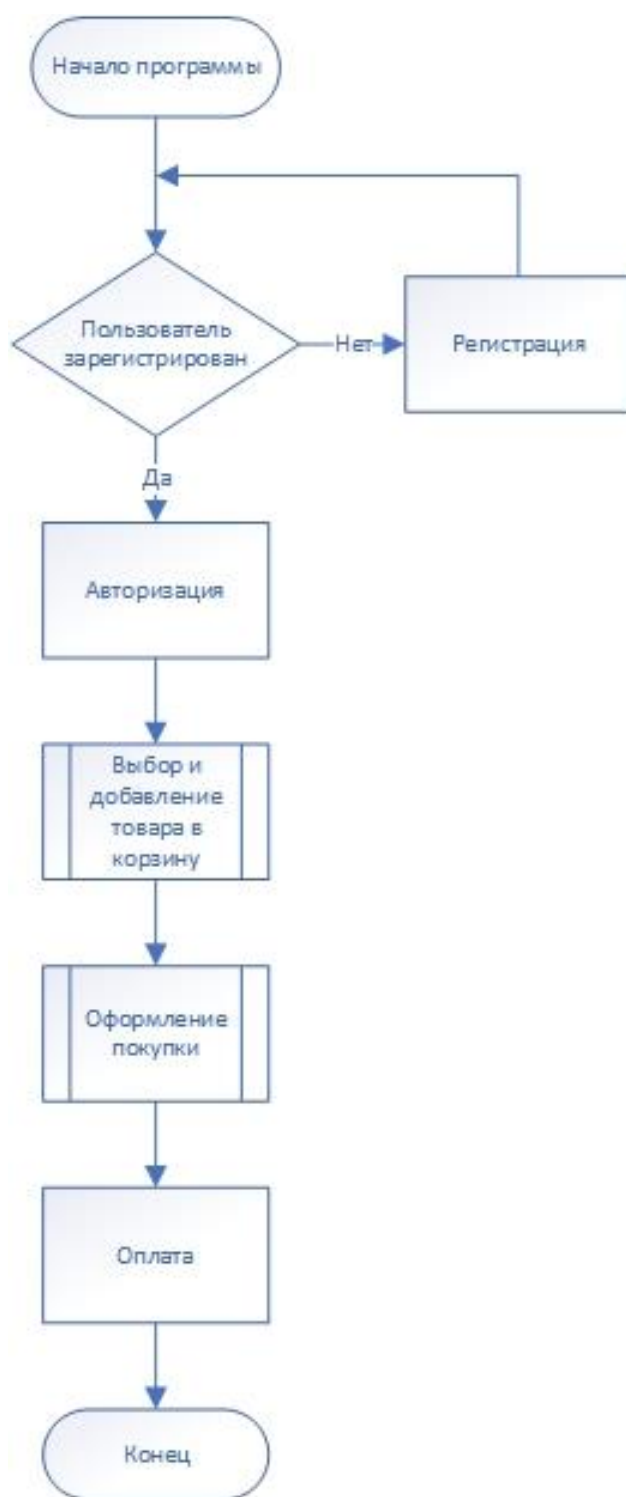 Начало программы
Пользователь
зарегистрирован
Нет
Регистрация
Да
Авторизация
Выбор и
добавление
товара в
корзину
Оформление
покупки
Оплата
Конец